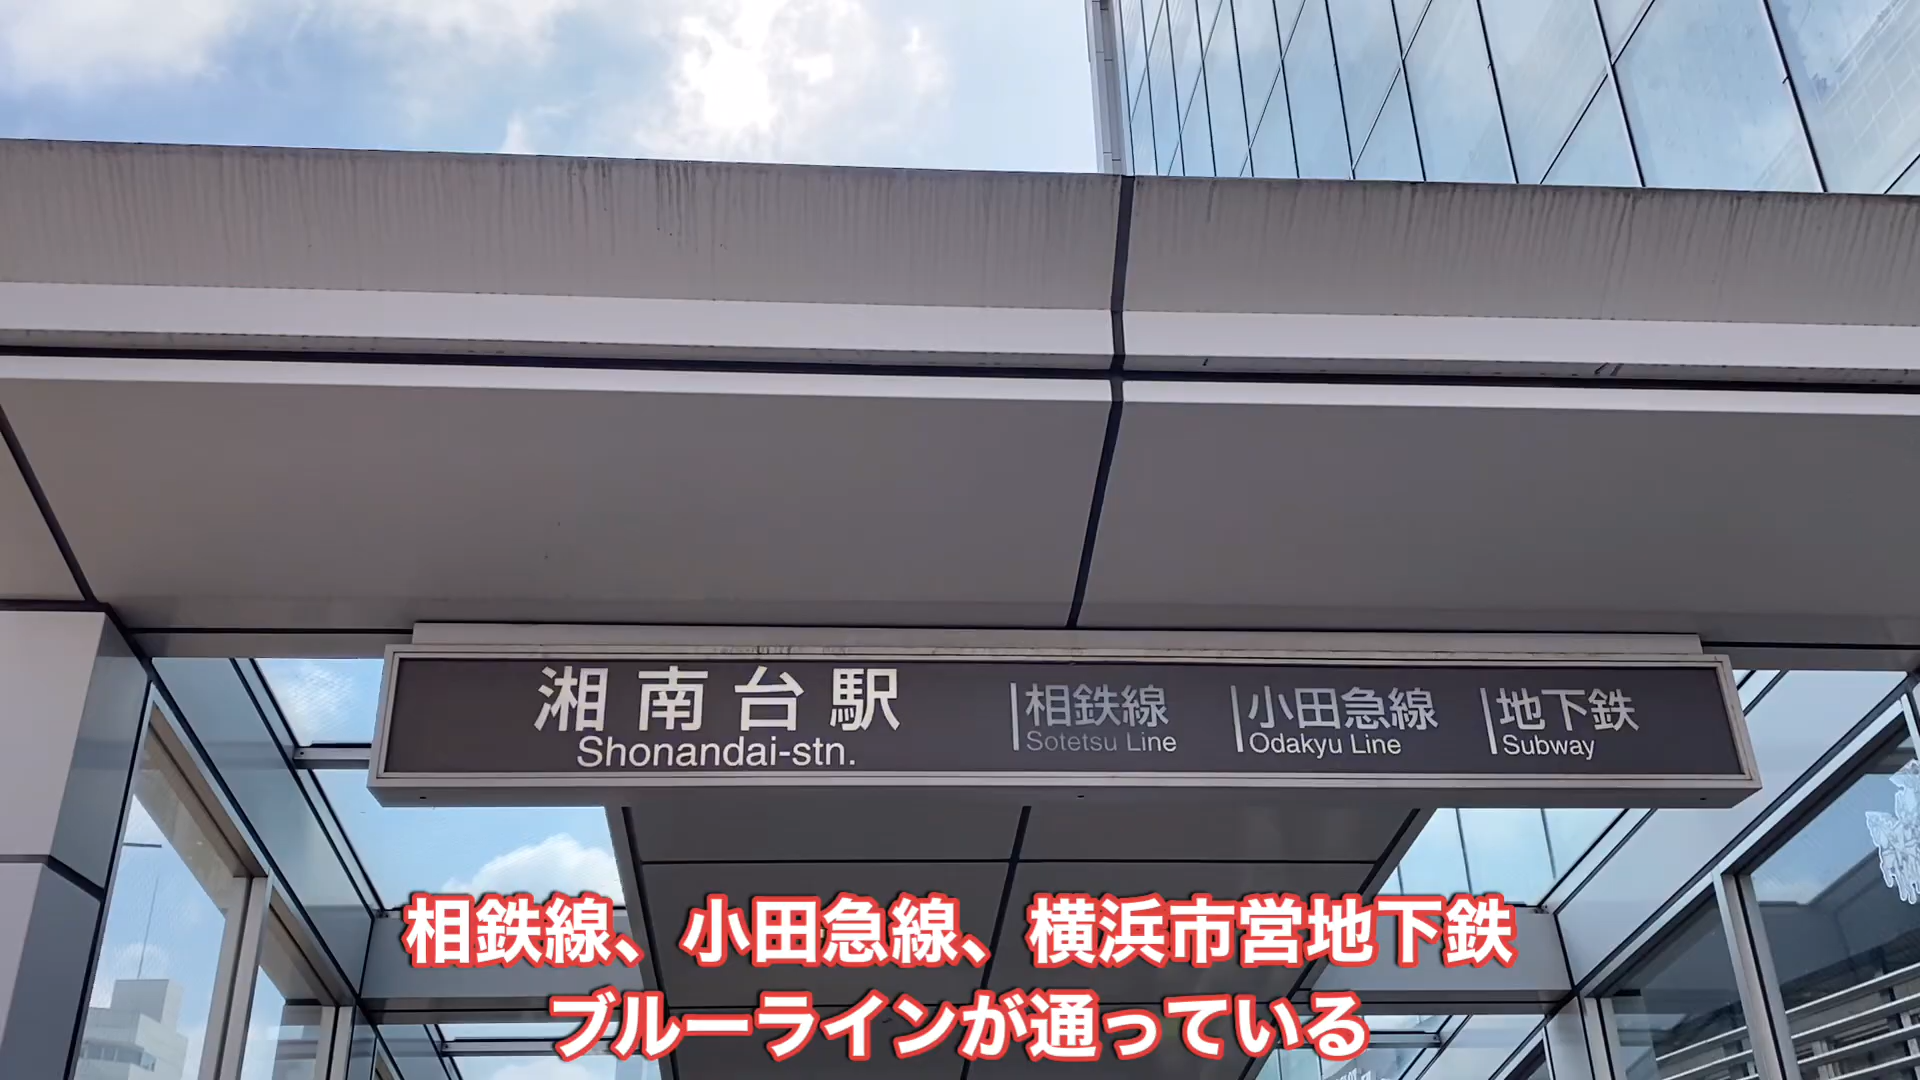 湘南台駅
Shonandai-stn.
相鉄線
Sotetsu Line
小田急線
Odakyu Line
地下鉄
Subway
相鉄線、小田急線、横浜市営地下鉄
ブルーラインが通っている